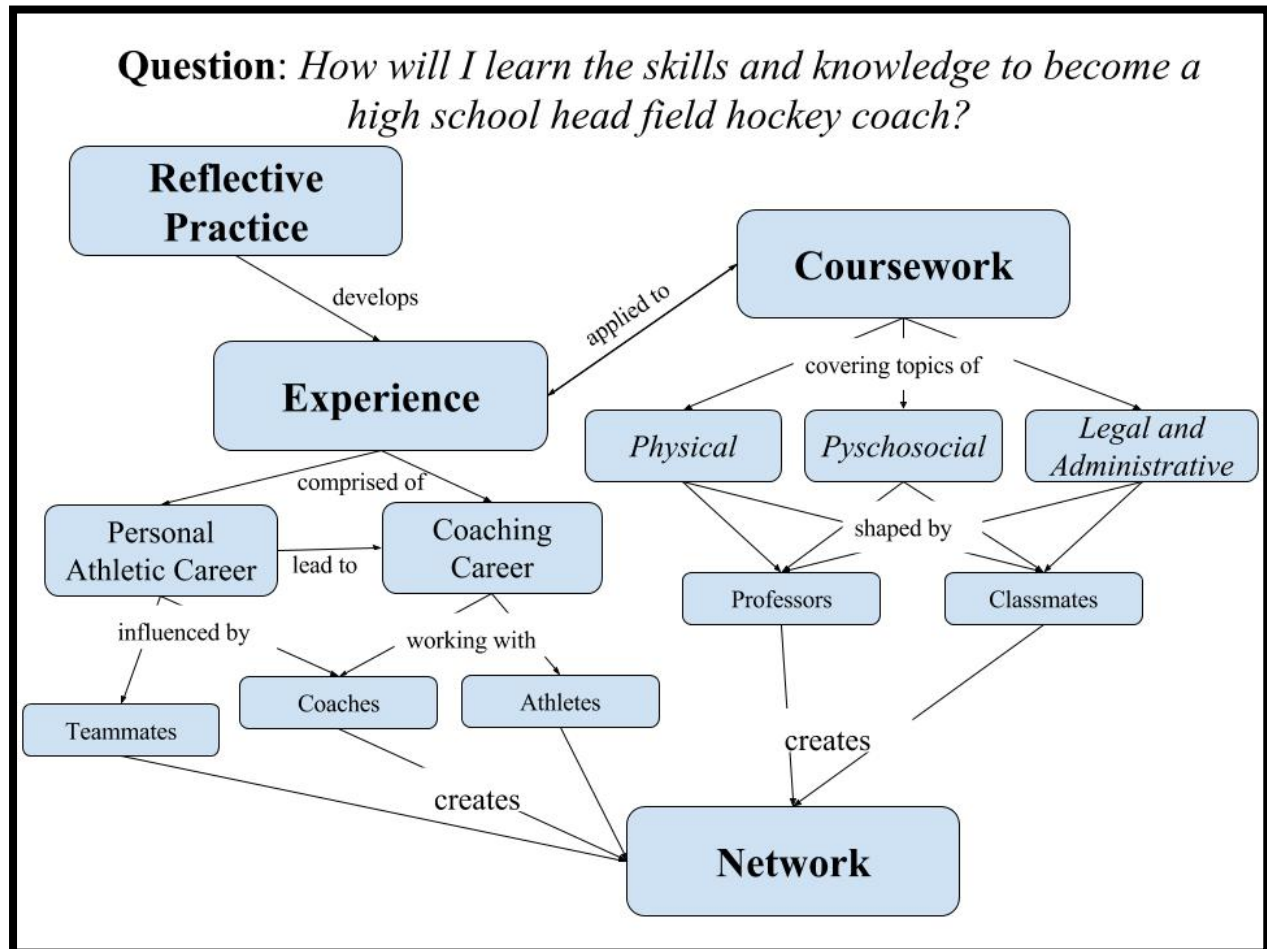 Question: How will I learn the skills and knowledge to become a
high school head field hockey coach?
Reflective
Practice
develops
Experience
applied to
Coursework
covering topics of
Physical
Pyschosocial
Legal and
Administrative
comprised of
Personal
Athletic Career
lead to
Coaching
Career
shaped by
Professors
Classmates
influenced by
working with
Teammates
Coaches
Athletes
creates
creates
Network